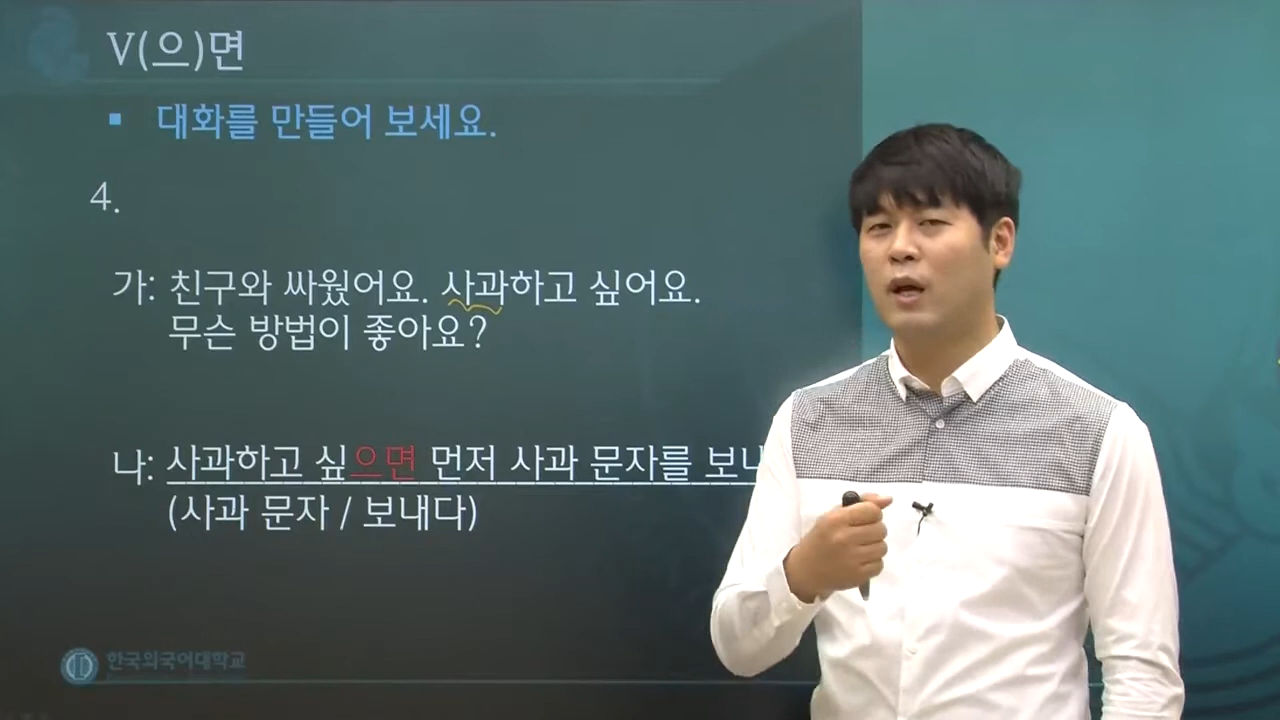 V(으)면
▪ 대화를 만들어 보세요.
4.
가: 친구와 싸웠어요. 사과하고 싶어요.
무슨 방법이 좋아요?
나: 사과하고 싶으면 먼저 사과 문자를
(사과 문자 / 보내다)
한국외국어대학교